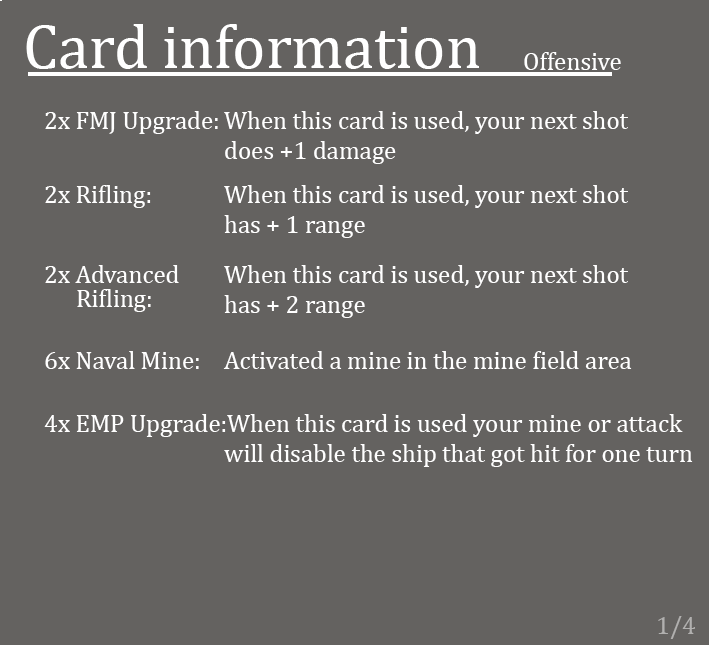 Card information Offensive
2x FMJ Upgrade: When this card is used, your next shot
does +1 damage
2x Rifling: When this card is used, your next shot
has + 1 range
2x Advanced When this card is used, your next shot
Rifling: has + 2 range
6x Naval Mine: Activated a mine in the mine field area
4x EMP Upgrade:When this card is used your mine or attack
will disable the ship that got hit for one turn
1/4